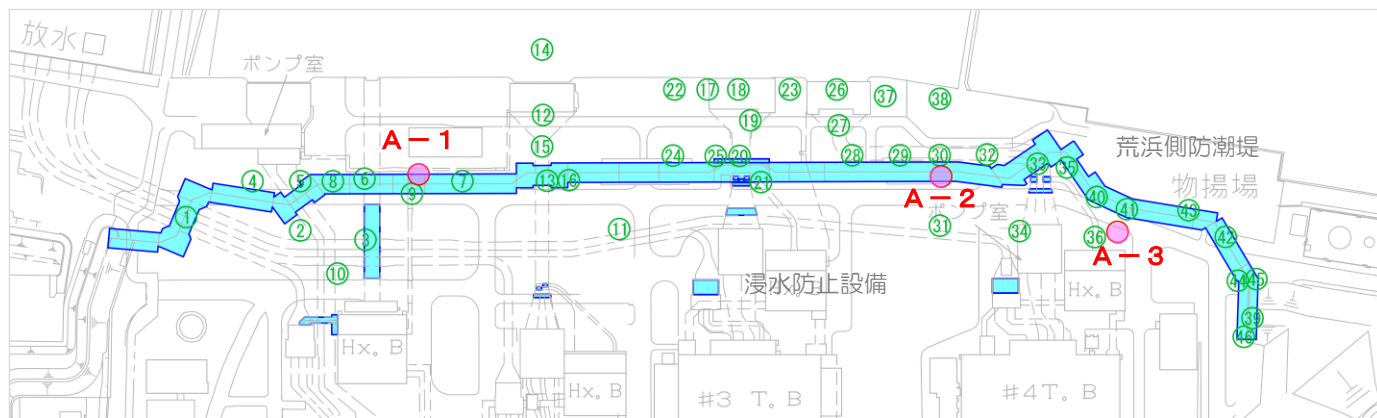 放水口
ポンプ室
⑭
㉒ ⑰ ⑱ ㉓ ㉖ ㊲ ㊳
⑫ ⑲ ㉗
A-1
⑮
荒浜側防潮堤
物揚場
④ ⑤ ⑧ ⑥ ⑨ ⑦ ⑬ ⑯ ㉔ ㉕ ⑳ ㉑ ㉘ ㉙ ㉚ ㉜ ㉝ ㉟
A-2
① ② ③ ⑪ ㉛ ㉞ ㊱ ㊵ ㊶ ㊸ ㊷
ポンプ室
A-3
⑩ ㊹ ㊺
浸水防止設備
Hx. B
Hx. B
㊴
㊻
Hx. B
Hx. B
#3 T. B
#4 T. B